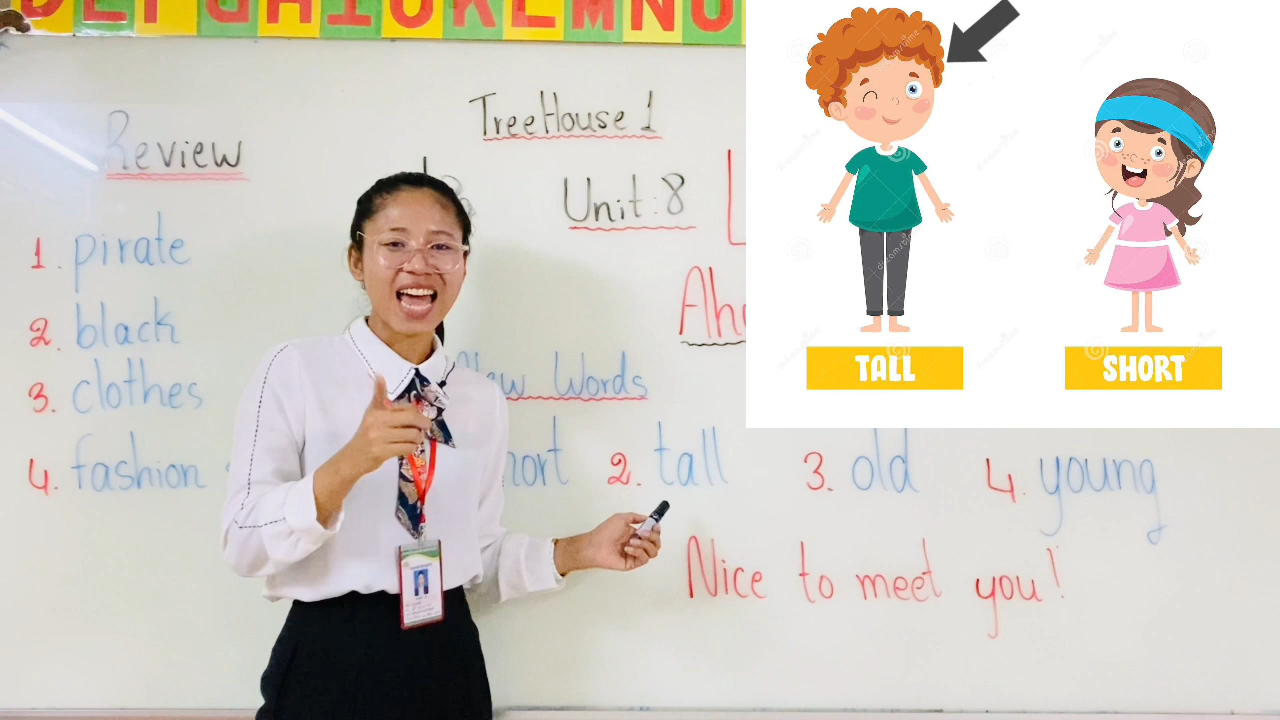 TreeHouse 1
Review
Unit:8
1. pirate
2. black
3. clothes
4. fashion
New Words
2. tall
3. old
4. young
Nice to meet you!
TALL
SHORT